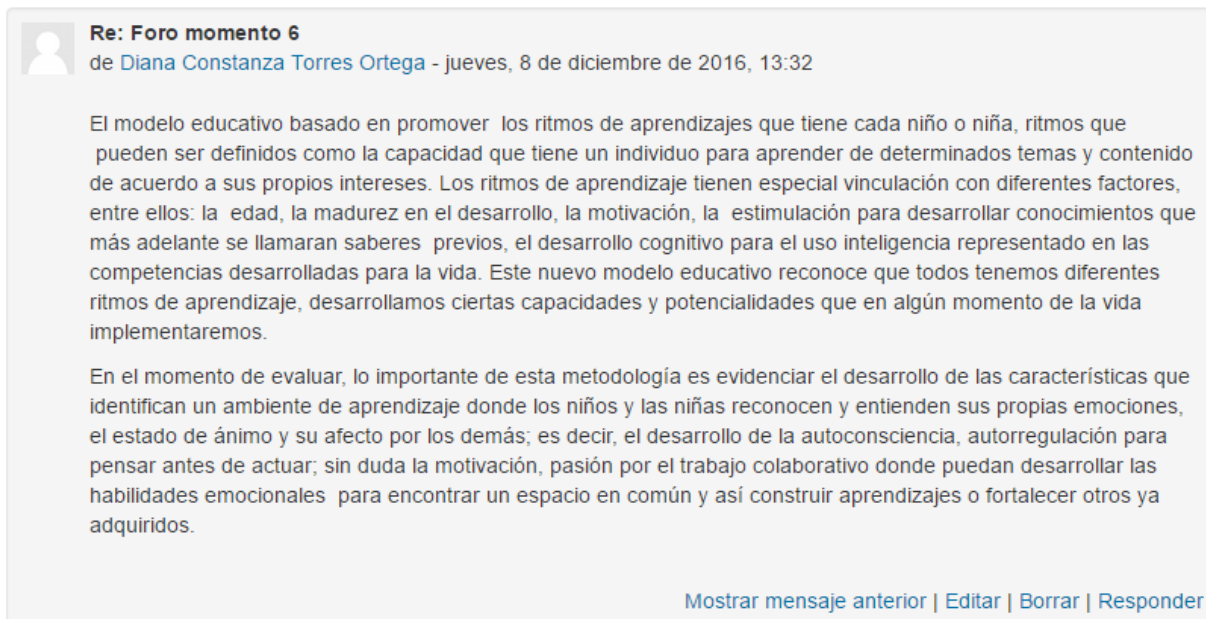 Re: Foro momento 6
de Diana Constanza Torres Ortega - jueves, 8 de diciembre de 2016, 13:32
El modelo educativo basado en promover  los ritmos de aprendizajes que tiene cada niño o niña, ritmos que
pueden ser definidos como la capacidad que tiene un individuo para aprender de determinados temas y contenido
de acuerdo a sus propios intereses. Los ritmos de aprendizaje tienen especial vinculación con diferentes factores,
entre ellos: la  edad, la madurez en el desarrollo, la motivación, la  estimulación para desarrollar conocimientos que
más adelante se llamaran saberes  previos, el desarrollo cognitivo para el uso inteligencia representado en las
competencias desarrolladas para la vida. Este nuevo modelo educativo reconoce que todos tenemos diferentes
ritmos de aprendizaje, desarrollamos ciertas capacidades y potencialidades que en algún momento de la vida
implementaremos.
En el momento de evaluar, lo importante de esta metodología es evidenciar el desarrollo de las características que
identifican un ambiente de aprendizaje donde los niños y las niñas reconocen y entienden sus propias emociones,
el estado de ánimo y su afecto por los demás; es decir, el desarrollo de la autoconsciencia, autorregulación para
pensar antes de actuar; sin duda la motivación, pasión por el trabajo colaborativo donde puedan desarrollar las
habilidades emocionales  para encontrar un espacio en común y así construir aprendizajes o fortalecer otros ya
adquiridos.
Mostrar mensaje anterior | Editar | Borrar | Responder